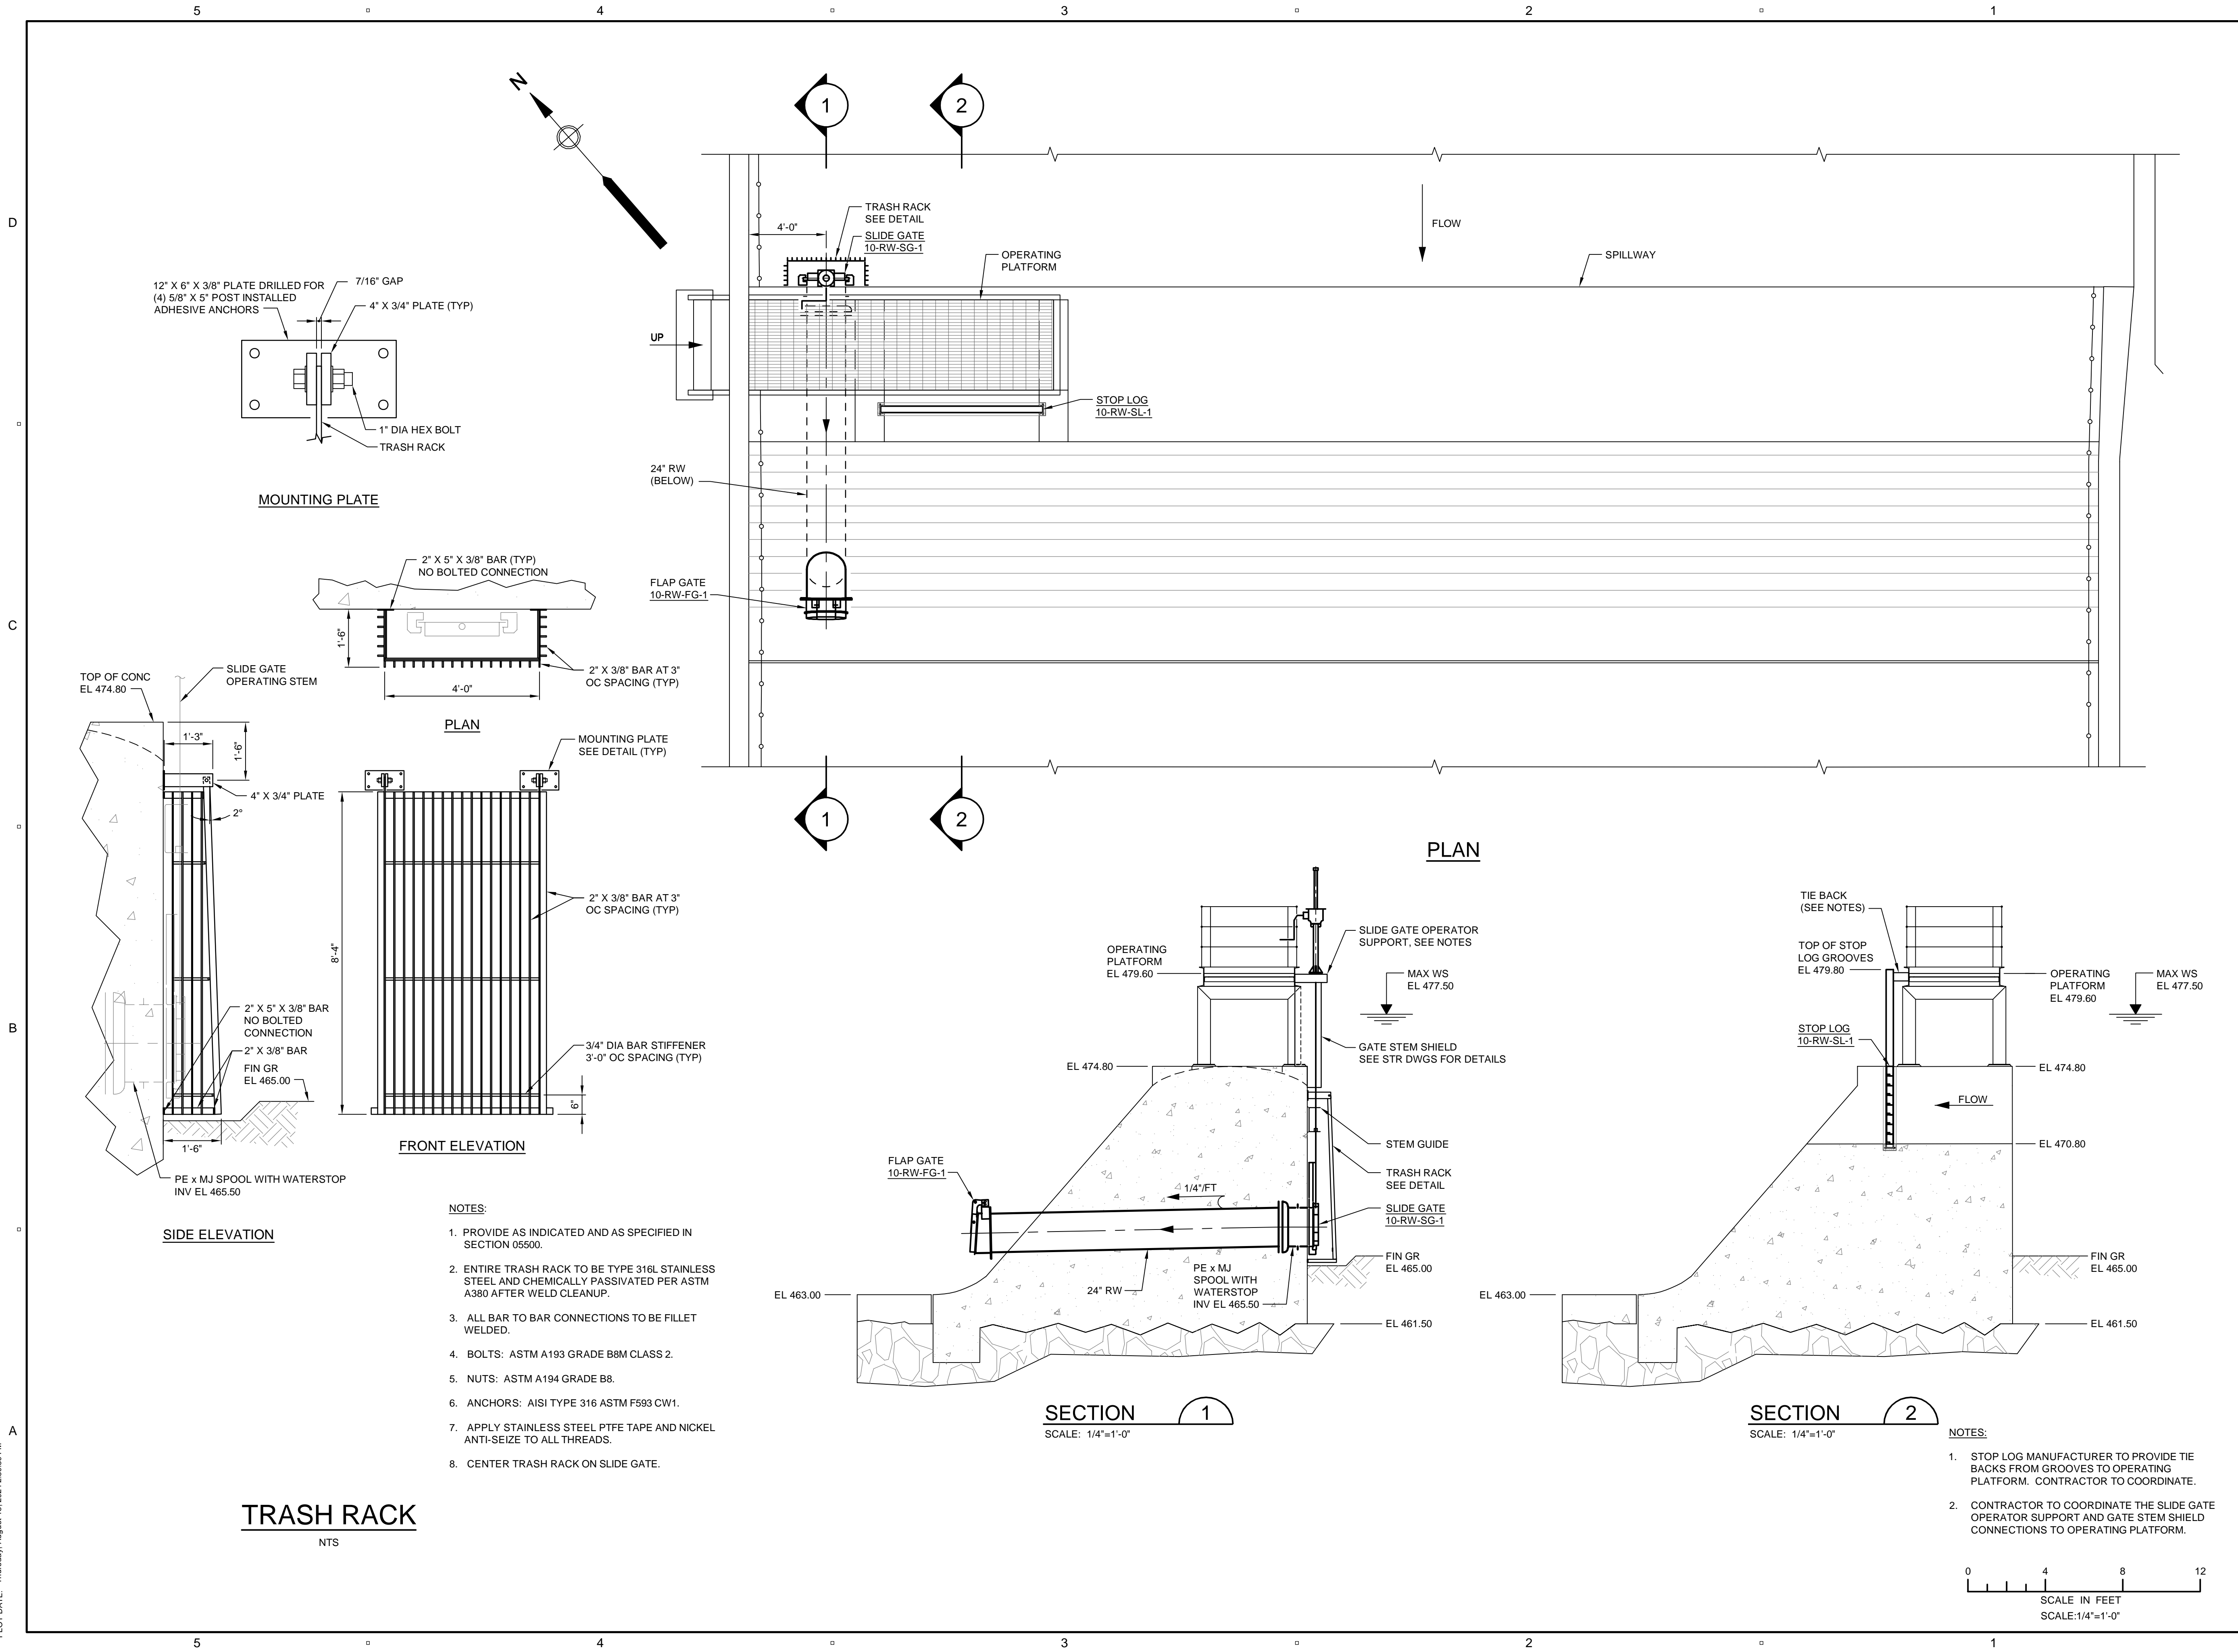 5
4
3
2
1
D
C
B
A
N
1
2
TRASH RACK
SEE DETAIL
SLIDE GATE
10-RW-SG-1
4'-0"
OPERATING
PLATFORM
FLOW
SPILLWAY
UP
STOP LOG
10-RW-SL-1
24" RW
(BELOW)
FLAP GATE
10-RW-FG-1
1
2
PLAN
12" X 6" X 3/8" PLATE DRILLED FOR
(4) 5/8" X 5" POST INSTALLED
ADHESIVE ANCHORS
7/16" GAP
4" X 3/4" PLATE (TYP)
1" DIA HEX BOLT
TRASH RACK
MOUNTING PLATE
2" X 5" X 3/8" BAR (TYP)
NO BOLTED CONNECTION
1'-6"
4'-0"
2" X 3/8" BAR AT 3"
OC SPACING (TYP)
PLAN
TOP OF CONC
EL 474.80
SLIDE GATE
OPERATING STEM
1'-3"
1'-6"
4" X 3/4" PLATE
2°
2" X 5" X 3/8" BAR
NO BOLTED
CONNECTION
2" X 3/8" BAR
FIN GR
EL 465.00
1'-6"
PE x MJ SPOOL WITH WATERSTOP
INV EL 465.50
SIDE ELEVATION
MOUNTING PLATE
SEE DETAIL (TYP)
2" X 3/8" BAR AT 3"
OC SPACING (TYP)
8'-4"
3/4" DIA BAR STIFFENER
3'-0" OC SPACING (TYP)
6"
FRONT ELEVATION
NOTES:
1. PROVIDE AS INDICATED AND AS SPECIFIED IN
SECTION 05500.
2. ENTIRE TRASH RACK TO BE TYPE 316L STAINLESS
STEEL AND CHEMICALLY PASSIVATED PER ASTM
A380 AFTER WELD CLEANUP.
3. ALL BAR TO BAR CONNECTIONS TO BE FILLET
WELDED.
4. BOLTS: ASTM A193 GRADE B8M CLASS 2.
5. NUTS: ASTM A194 GRADE B8.
6. ANCHORS: AISI TYPE 316 ASTM F593 CW1.
7. APPLY STAINLESS STEEL PTFE TAPE AND NICKEL
ANTI-SEIZE TO ALL THREADS.
8. CENTER TRASH RACK ON SLIDE GATE.
TRASH RACK
NTS
OPERATING
PLATFORM
EL 479.60
SLIDE GATE OPERATOR
SUPPORT, SEE NOTES
MAX WS
EL 477.50
GATE STEM SHIELD
SEE STR DWGS FOR DETAILS
EL 474.80
STEM GUIDE
TRASH RACK
SEE DETAIL
SLIDE GATE
10-RW-SG-1
FLAP GATE
10-RW-FG-1
1/4"/FT
FIN GR
EL 465.00
PE x MJ
SPOOL WITH
WATERSTOP
INV EL 465.50
24" RW
EL 463.00
EL 461.50
SECTION 1
SCALE: 1/4"=1'-0"
TIE BACK
(SEE NOTES)
TOP OF STOP
LOG GROOVES
EL 479.80
OPERATING
PLATFORM
EL 479.60
MAX WS
EL 477.50
STOP LOG
10-RW-SL-1
EL 474.80
FLOW
EL 470.80
FIN GR
EL 465.00
EL 463.00
EL 461.50
SECTION 2
SCALE: 1/4"=1'-0"
NOTES:
1. STOP LOG MANUFACTURER TO PROVIDE TIE
BACKS FROM GROOVES TO OPERATING
PLATFORM. CONTRACTOR TO COORDINATE.
2. CONTRACTOR TO COORDINATE THE SLIDE GATE
OPERATOR SUPPORT AND GATE STEM SHIELD
CONNECTIONS TO OPERATING PLATFORM.
0 4 8 12
SCALE IN FEET
SCALE:1/4"=1'-0"
5
4
3
2
1